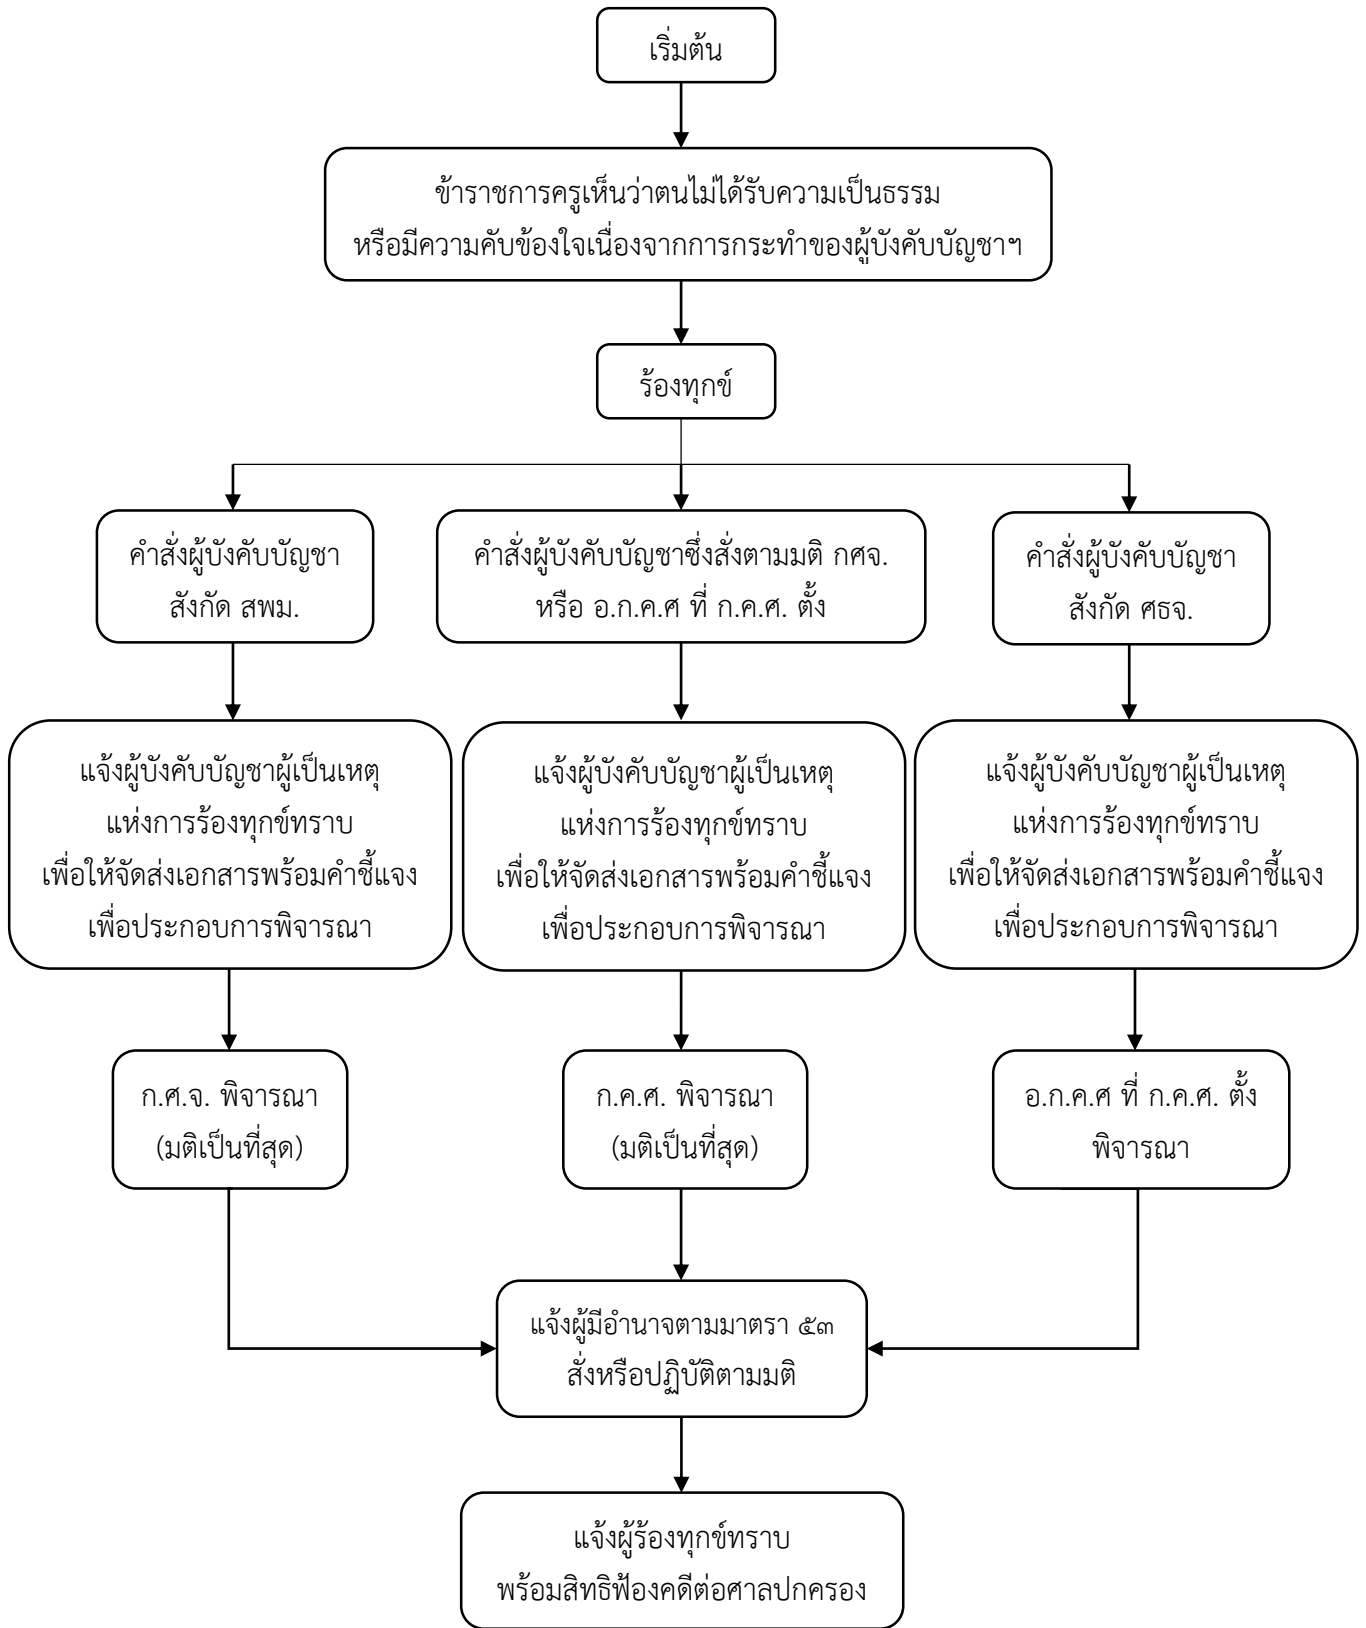 เริ่มต้น
ข้าราชการครูเห็นว่าตนไม่ได้รับความเป็นธรรม
หรือมีความคับข้องใจเนื่องจากการกระทำของผู้บังคับบัญชาฯ
ร้องทุกข์
คำสั่งผู้บังคับบัญชา
สังกัด สพม.
คำสั่งผู้บังคับบัญชาซึ่งสั่งตามมติ กศจ.
หรือ อ.ก.ค.ศ ที่ ก.ค.ศ. ตั้ง
คำสั่งผู้บังคับบัญชา
สังกัด ศธจ.
แจ้งผู้บังคับบัญชาผู้เป็นเหตุ
แห่งการร้องทุกข์ทราบ
เพื่อให้จัดส่งเอกสารพร้อมคำชี้แจง
เพื่อประกอบการพิจารณา
แจ้งผู้บังคับบัญชาผู้เป็นเหตุ
แห่งการร้องทุกข์ทราบ
เพื่อให้จัดส่งเอกสารพร้อมคำชี้แจง
เพื่อประกอบการพิจารณา
แจ้งผู้บังคับบัญชาผู้เป็นเหตุ
แห่งการร้องทุกข์ทราบ
เพื่อให้จัดส่งเอกสารพร้อมคำชี้แจง
เพื่อประกอบการพิจารณา
ก.ศ.จ. พิจารณา
(มติเป็นที่สุด)
ก.ค.ศ. พิจารณา
(มติเป็นที่สุด)
อ.ก.ค.ศ ที่ ก.ค.ศ. ตั้ง
พิจารณา
แจ้งผู้มีอำนาจตามมาตรา ๕๓
สั่งหรือปฏิบัติตามมติ
แจ้งผู้ร้องทุกข์ทราบ
พร้อมสิทธิฟ้องคดีต่อศาลปกครอง